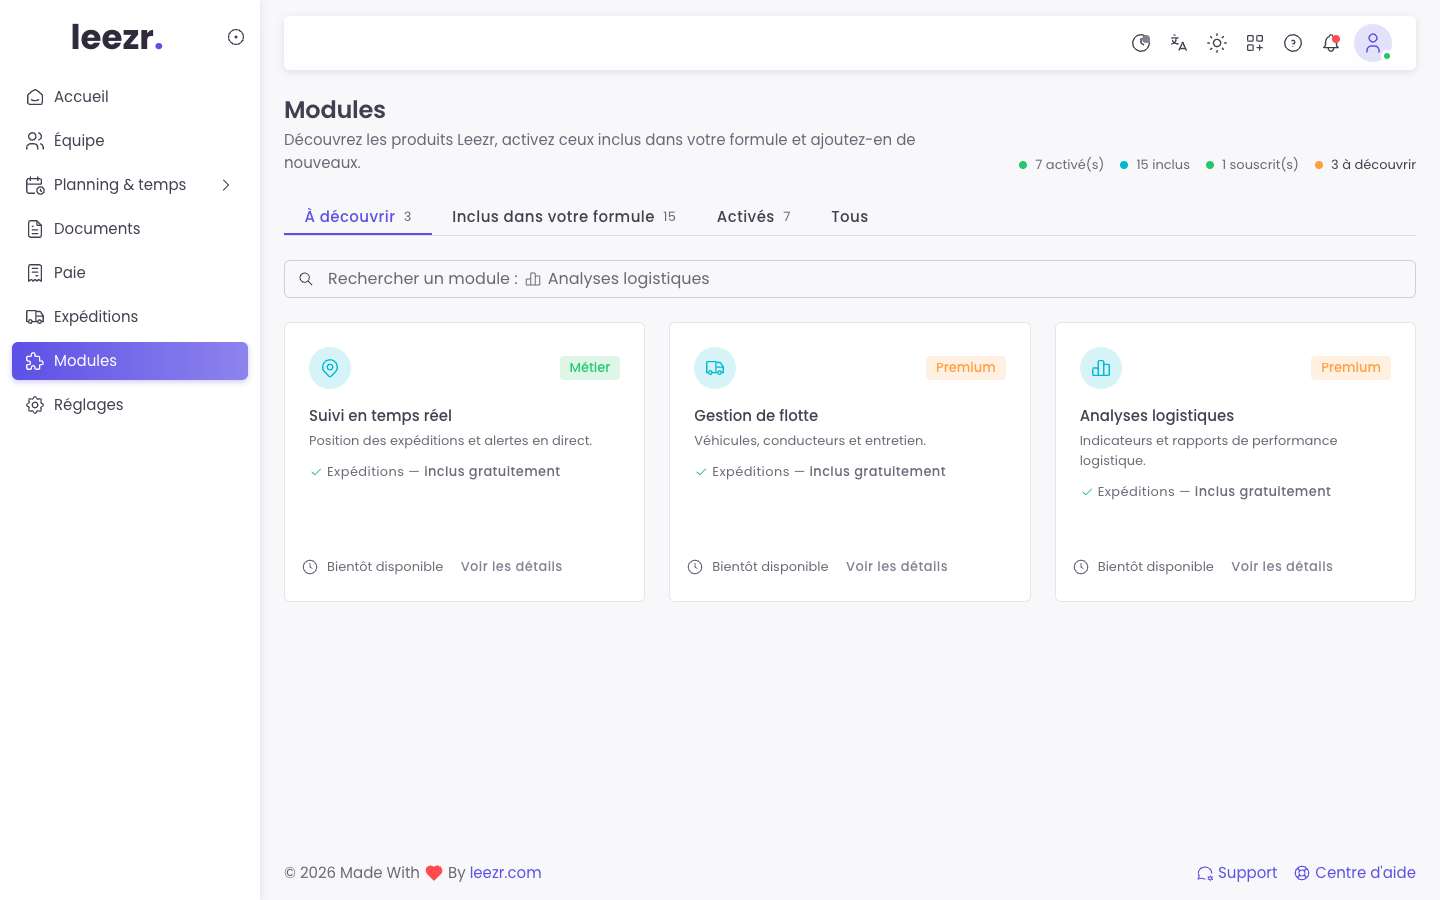 leezr.
Accueil
Équipe
Planning & temps
Documents
Paie
Expéditions
Modules
Réglages
Modules
Découvrez les produits Leezr, activez ceux inclus dans votre formule et ajoutez-en de
nouveaux.
7 activé(s) 15 inclus 1 souscrit(s) 3 à découvrir
À découvrir 3 Inclus dans votre formule 15 Activés 7 Tous
Rechercher un module : Analyses logistiques
Métier
Suivi en temps réel
Position des expéditions et alertes en direct.
Expéditions — Inclus gratuitement
Bientôt disponible Voir les détails
Premium
Gestion de flotte
Véhicules, conducteurs et entretien.
Expéditions — Inclus gratuitement
Bientôt disponible Voir les détails
Premium
Analyses logistiques
Indicateurs et rapports de performance
logistique.
Expéditions — Inclus gratuitement
Bientôt disponible Voir les détails
© 2026 Made With By leezr.com
Support Centre d'aide